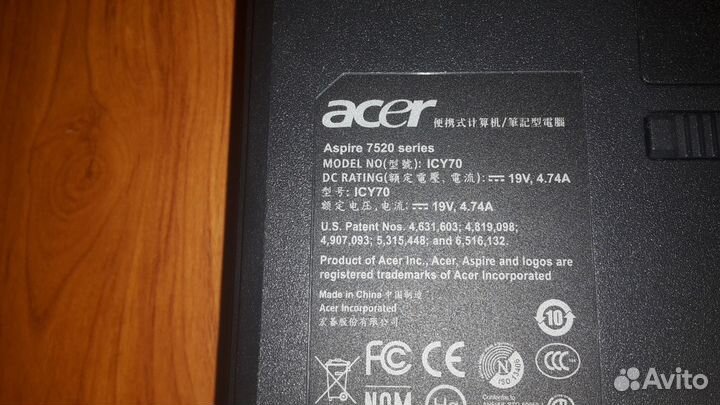 acer 便携式计算机/筆記型電腦
Aspire 7520 series
MODEL NO(型號): ICY70
DC RATING(額定電壓, 電流): 19V, 4.74A
型号: ICY70
额定电压, 电流: 19V, 4.74A
U.S. Patent Nos. 4,631,603; 4,819,098;
4,907,093; 5,315,448; and 6,516,132.
Product of Acer Inc., Acer, Aspire and logos are
registered trademarks of Acer Incorporated
Made in China 中国制造
Acer Incorporated
宏碁股份有限公司
10
FC CE N ISO CCC
NOM Hg Conforms to
Avito